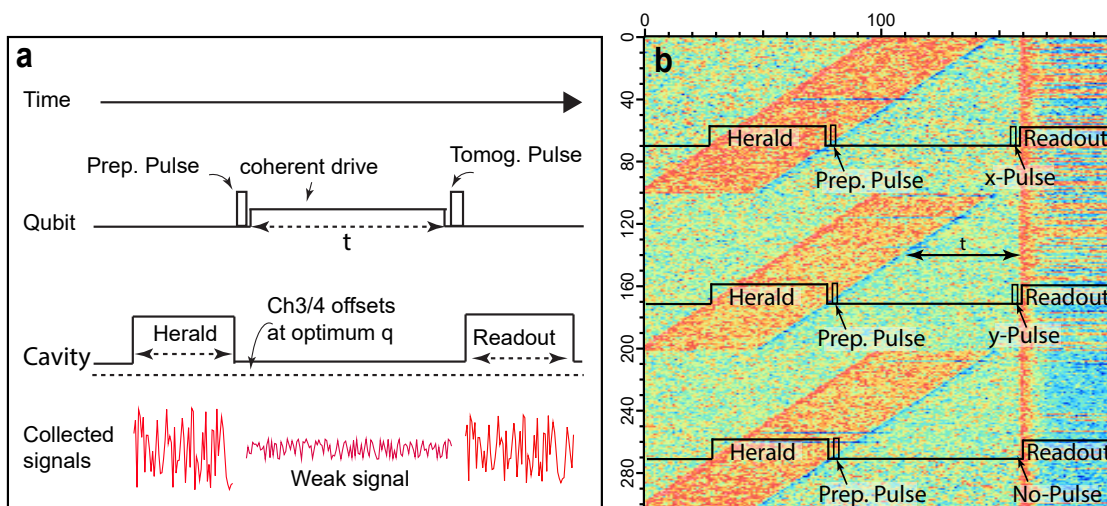 a
Time
Prep. Pulse
coherent drive
Tomog. Pulse
Qubit
t
Ch3/4 offsets
at optimum q
Herald
Readout
Cavity
Collected
signals
Weak signal
0
100
b
0
40
80
120
160
200
240
280
Herald
Readout
Prep. Pulse
x-Pulse
t
Herald
Readout
Prep. Pulse
y-Pulse
Herald
Readout
Prep. Pulse
No-Pulse